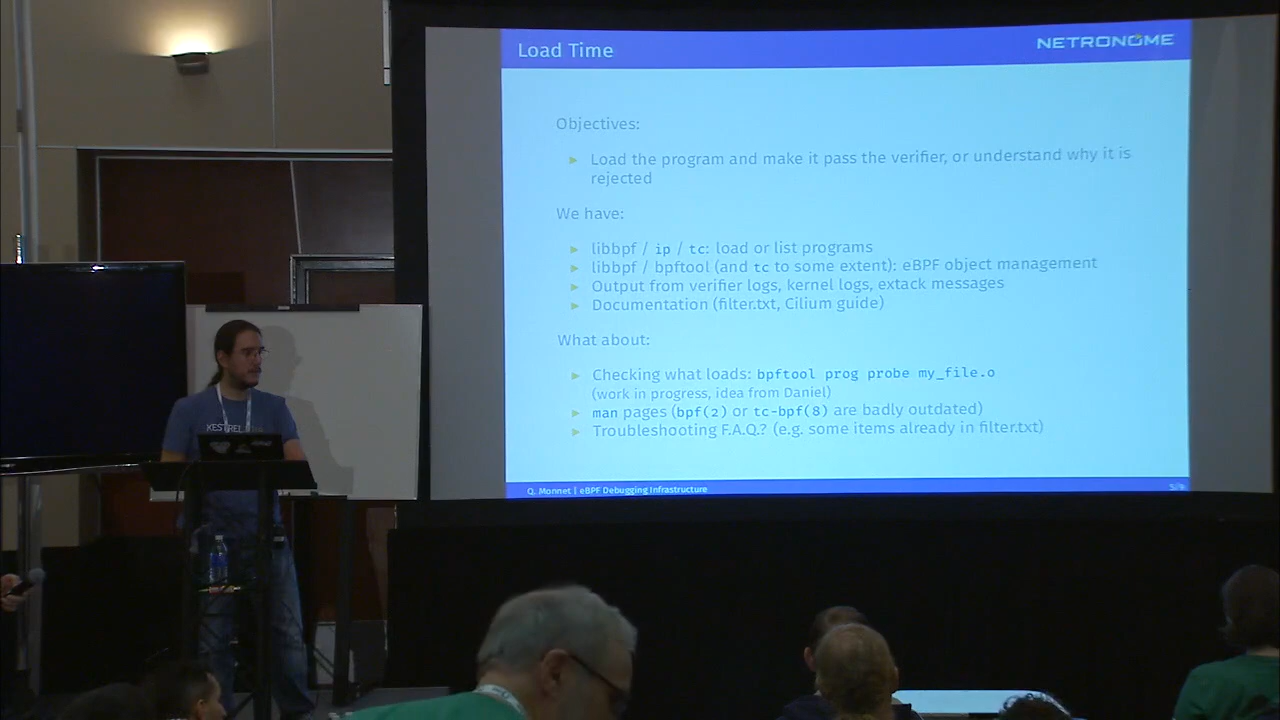 Load Time
NETRONOME
Objectives:
Load the program and make it pass the verifier, or understand why it is
rejected
We have:
libbpf / ip / tc: load or list programs
libbpf / bpftool (and tc to some extent): eBPF object management
Output from verifier logs, kernel logs, extack messages
Documentation (filter.txt, Cilium guide)
What about:
Checking what loads: bpftool prog probe my_file.o
(work in progress, idea from Daniel)
man pages (bpf(2) or tc-bpf(8) are badly outdated)
Troubleshooting F.A.Q.? (e.g. some items already in filter.txt)
Q. Monnet | eBPF Debugging Infrastructure
KESTREL